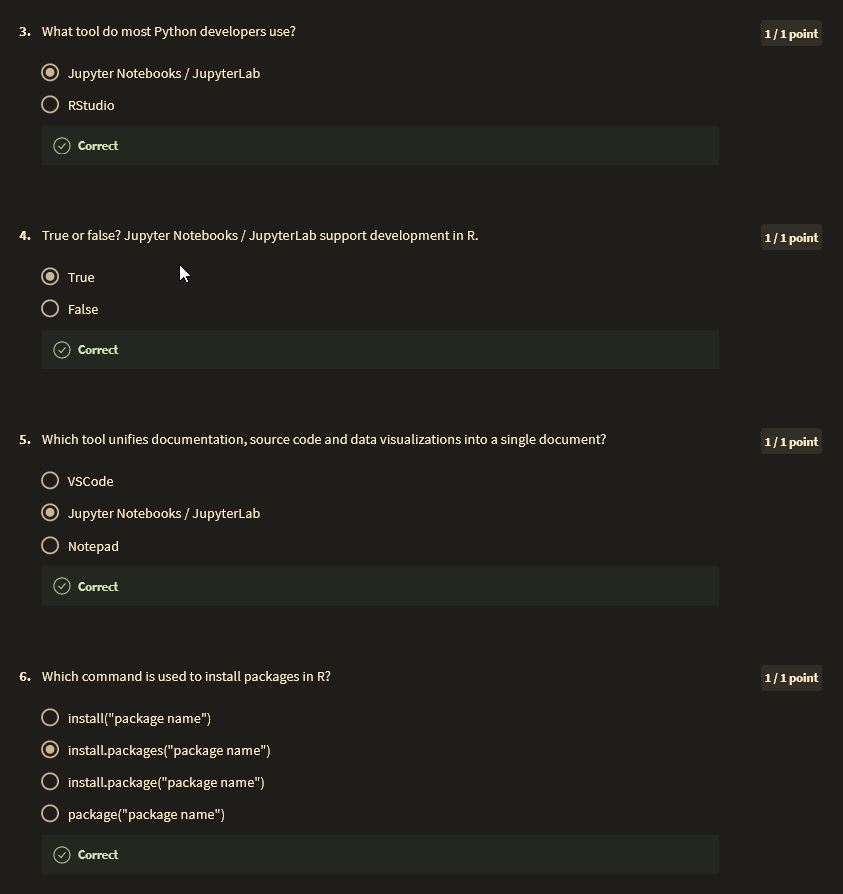 3. What tool do most Python developers use?
1 / 1 point
Jupyter Notebooks / JupyterLab
RStudio
Correct
4. True or false? Jupyter Notebooks / JupyterLab support development in R.
1 / 1 point
True
False
Correct
5. Which tool unifies documentation, source code and data visualizations into a single document?
1 / 1 point
VSCode
Jupyter Notebooks / JupyterLab
Notepad
Correct
6. Which command is used to install packages in R?
1 / 1 point
install("package name")
install.packages("package name")
install.package("package name")
package("package name")
Correct